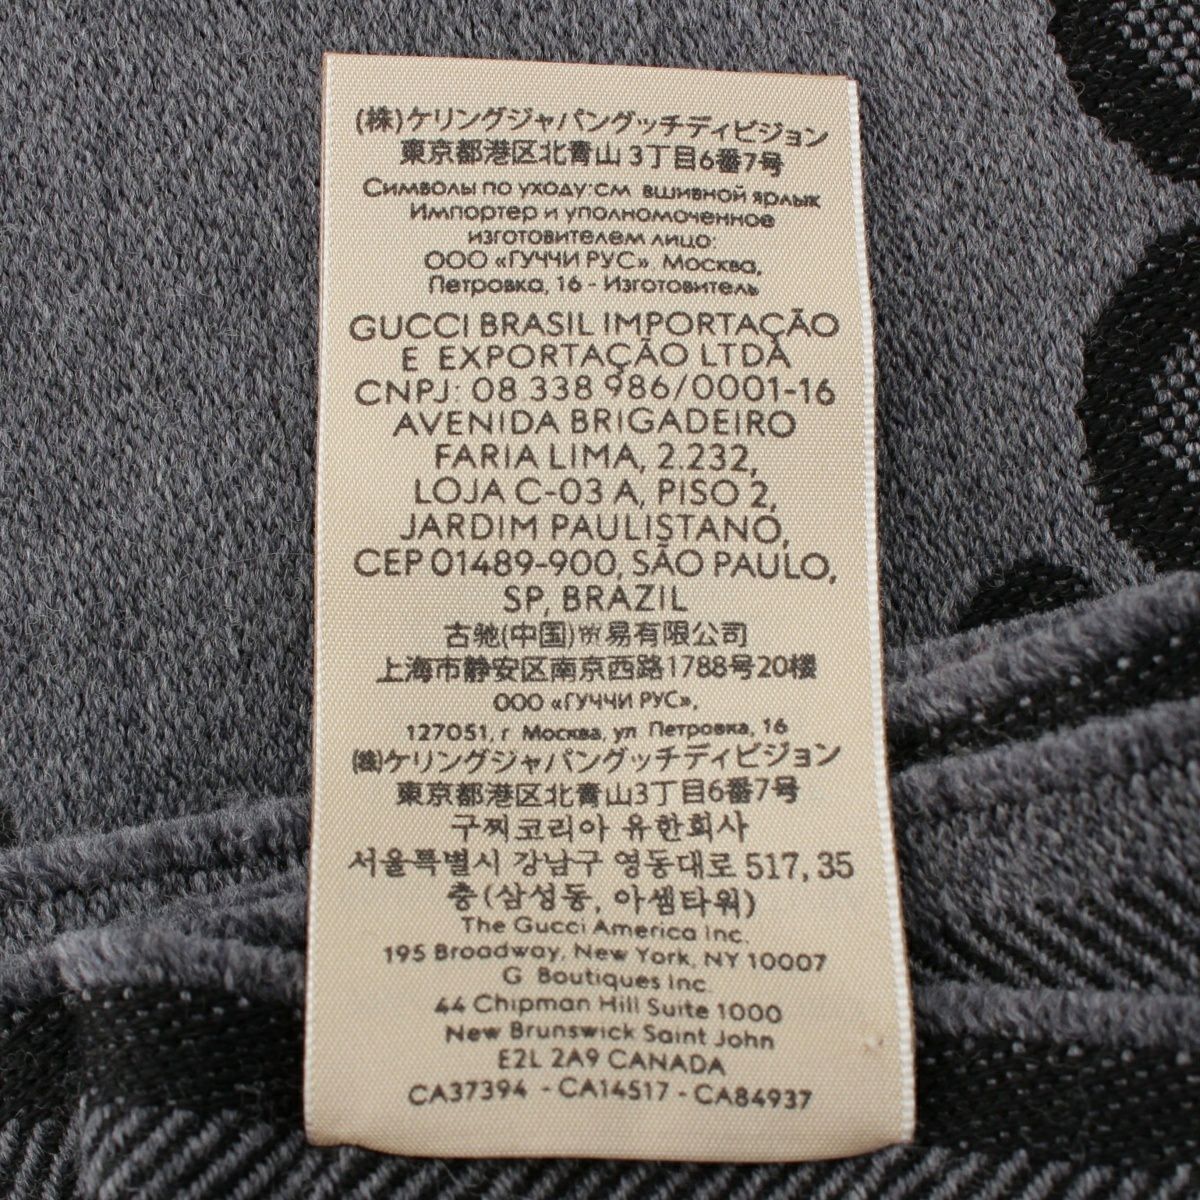 (株)ケリングジャパングッチディビジョン
東京都港区北青山3丁目6番7号
Символы по уходу:см вшивной ярлык
Импортер и уполномоченное
изготовителем лицо:
ООО «ГУЧЧИ РУС». Москва,
Петровка, 16 - Изготовитель
GUCCI BRASIL IMPORTAÇÃO
E EXPORTAÇÃO LTDA
CNPJ: 08 338 986/0001-16
AVENIDA BRIGADEIRO
FARIA LIMA, 2.232,
LOJA C-03 A, PISO 2,
JARDIM PAULISTANO,
CEP 01489-900, SÃO PAULO,
SP, BRAZIL
古驰(中国)贸易有限公司
上海市静安区南京西路1788号20楼
ООО «ГУЧЧИ РУС».
127051, г Москва, ул Петровка, 16
(株)ケリングジャパングッチディビジョン
東京都港区北青山3丁目6番7号
구찌코리아 유한회사
서울특별시 강남구 영동대로 517, 35
층 (삼성동, 아셈타워)
The Gucci America Inc.
195 Broadway, New York, NY 10007
G Boutiques Inc
44 Chipman Hill Suite 1000
New Brunswick Saint John
E2L 2A9 CANADA
CA37394 - CA14517 - CA84937